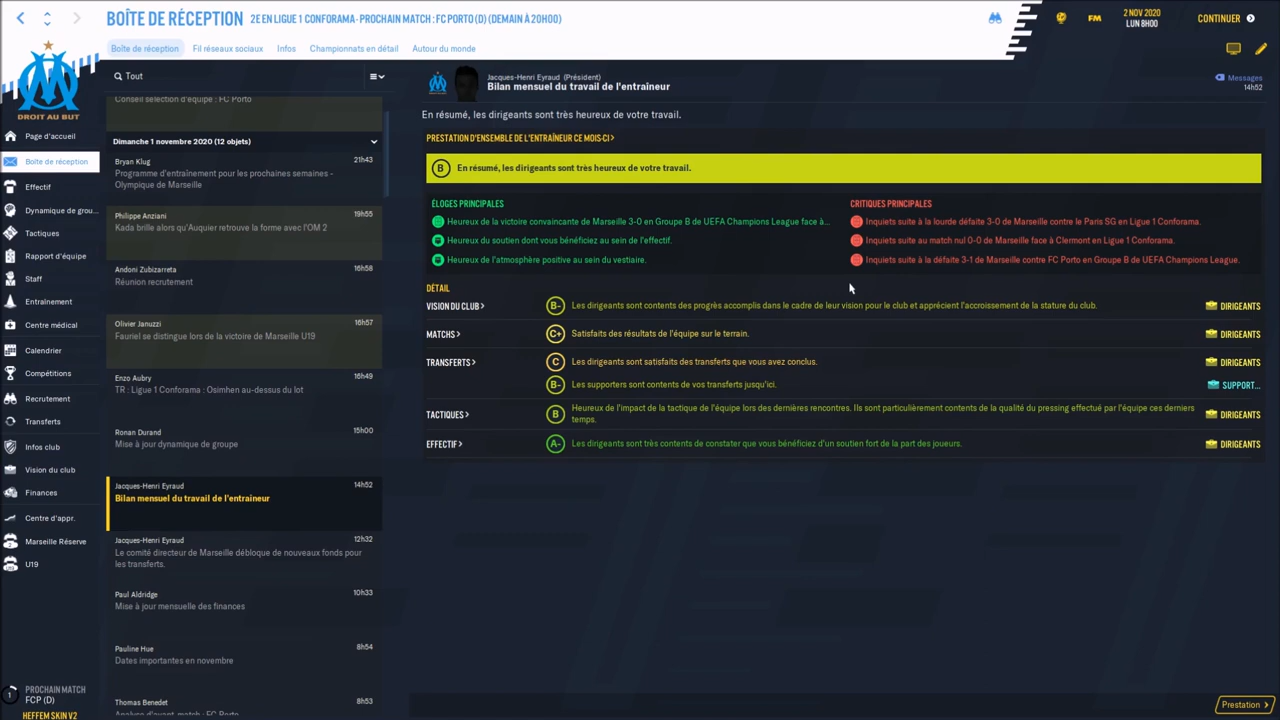 BOÎTE DE RÉCEPTION
2E EN LIGUE 1 CONFORAMA - PROCHAIN MATCH : FC PORTO (D) (DEMAIN À 20H00)
FM
2 NOV 2020
LUN 8H00
CONTINUER
Boîte de réception
Fil réseaux sociaux
Infos
Championnats en détail
Autour du monde
DROIT AU BUT
Page d'accueil
Boîte de réception
Effectif
Dynamique de grou...
Tactiques
Rapport d'équipe
Staff
Entraînement
Centre médical
Calendrier
Compétitions
Recrutement
Transferts
Infos club
Vision du club
Finances
Centre d'appr.
Marseille Réserve
U19
1
PROCHAIN MATCH
FCP (D)
HEFFEM SKIN V2
Tout
Conseil sélection d'équipe : FC Porto
Dimanche 1 novembre 2020 (12 objets)
Bryan Klug 21h43
Programme d'entraînement pour les prochaines semaines -
Olympique de Marseille
Philippe Anziani 19h55
Kada brille alors qu'Auquier retrouve la forme avec l'OM 2
Andoni Zubizarreta 16h58
Réunion recrutement
Olivier Januzzi 16h57
Fauriel se distingue lors de la victoire de Marseille U19
Enzo Aubry 16h49
TR : Ligue 1 Conforama : Osimhen au-dessus du lot
Ronan Durand 15h00
Mise à jour dynamique de groupe
Jacques-Henri Eyraud 14h52
Bilan mensuel du travail de l'entraîneur
Jacques-Henri Eyraud 12h32
Le comité directeur de Marseille débloque de nouveaux fonds pour
les transferts.
Paul Aldridge 10h33
Mise à jour mensuelle des finances
Pauline Hue 8h54
Dates importantes en novembre
Thomas Benedet 8h53
Analyse d'avant-match : FC Porto
Jacques-Henri Eyraud (Président)
Bilan mensuel du travail de l'entraîneur
Messages
14h52
En résumé, les dirigeants sont très heureux de votre travail.
PRESTATION D'ENSEMBLE DE L'ENTRAÎNEUR CE MOIS-CI >
B En résumé, les dirigeants sont très heureux de votre travail.
ÉLOGES PRINCIPALES
Heureux de la victoire convaincante de Marseille 3-0 en Groupe B de UEFA Champions League face à...
Heureux du soutien dont vous bénéficiez au sein de l'effectif.
Heureux de l'atmosphère positive au sein du vestiaire.
CRITIQUES PRINCIPALES
Inquiets suite à la lourde défaite 3-0 de Marseille contre le Paris SG en Ligue 1 Conforama.
Inquiets suite au match nul 0-0 de Marseille face à Clermont en Ligue 1 Conforama.
Inquiets suite à la défaite 3-1 de Marseille contre FC Porto en Groupe B de UEFA Champions League.
DÉTAIL
VISION DU CLUB > B- Les dirigeants sont contents des progrès accomplis dans le cadre de leur vision pour le club et apprécient l'accroissement de la stature du club. DIRIGEANTS
MATCHS > C+ Satisfaits des résultats de l'équipe sur le terrain. DIRIGEANTS
TRANSFERTS > C Les dirigeants sont satisfaits des transferts que vous avez conclus. DIRIGEANTS
B- Les supporters sont contents de vos transferts jusqu'ici. SUPPORT...
TACTIQUES > B Heureux de l'impact de la tactique de l'équipe lors des dernières rencontres. Ils sont particulièrement contents de la qualité du pressing effectué par l'équipe ces derniers
temps. DIRIGEANTS
EFFECTIF > A- Les dirigeants sont très contents de constater que vous bénéficiez d'un soutien fort de la part des joueurs. DIRIGEANTS
Prestation >